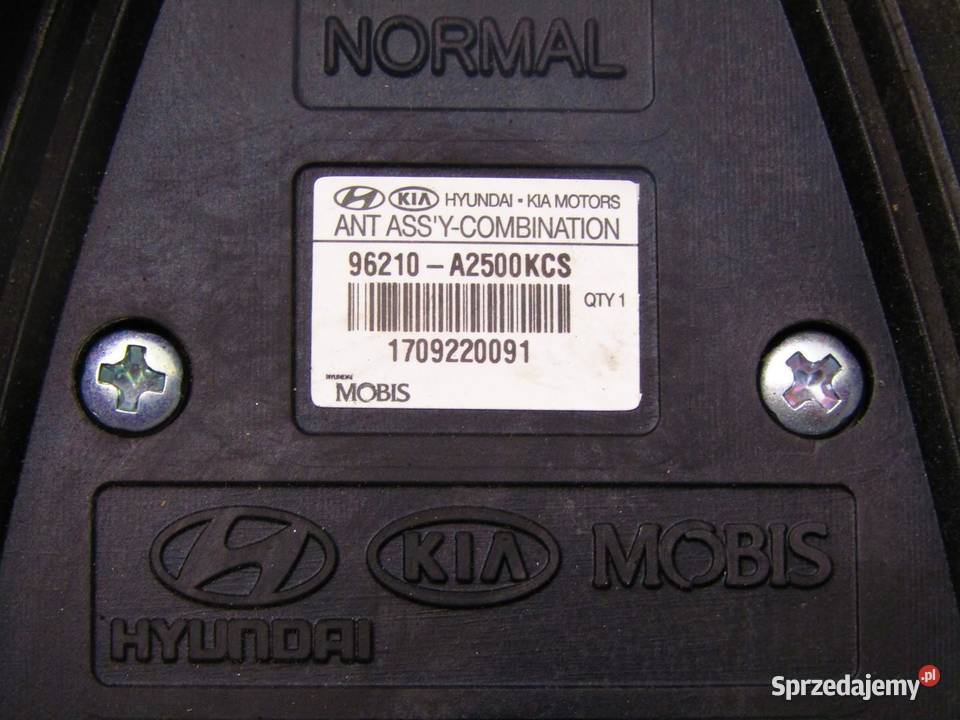 NORMAL
KIA HYUNDAI • KIA MOTORS
ANT ASS'Y-COMBINATION
96210-A2500KCS
QTY 1
1709220091
HYUNDAI
MOBIS
KIA MOBIS
HYUNDAI
Sprzedajemy.pl